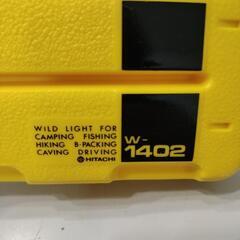 WILD LIGHT FOR
CAMPING FISHING
HIKING B-PACKING
CAVING DRIVING
HITACHI
W-
1402